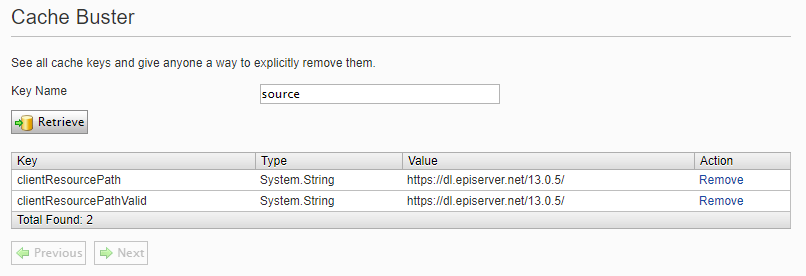 Cache Buster
See all cache keys and give anyone a way to explicitly remove them.
Key Name source
Retrieve
Key Type Value Action
clientResourcePath System.String https://dl.episerver.net/13.0.5/ Remove
clientResourcePathValid System.String https://dl.episerver.net/13.0.5/ Remove
Total Found: 2
Previous Next